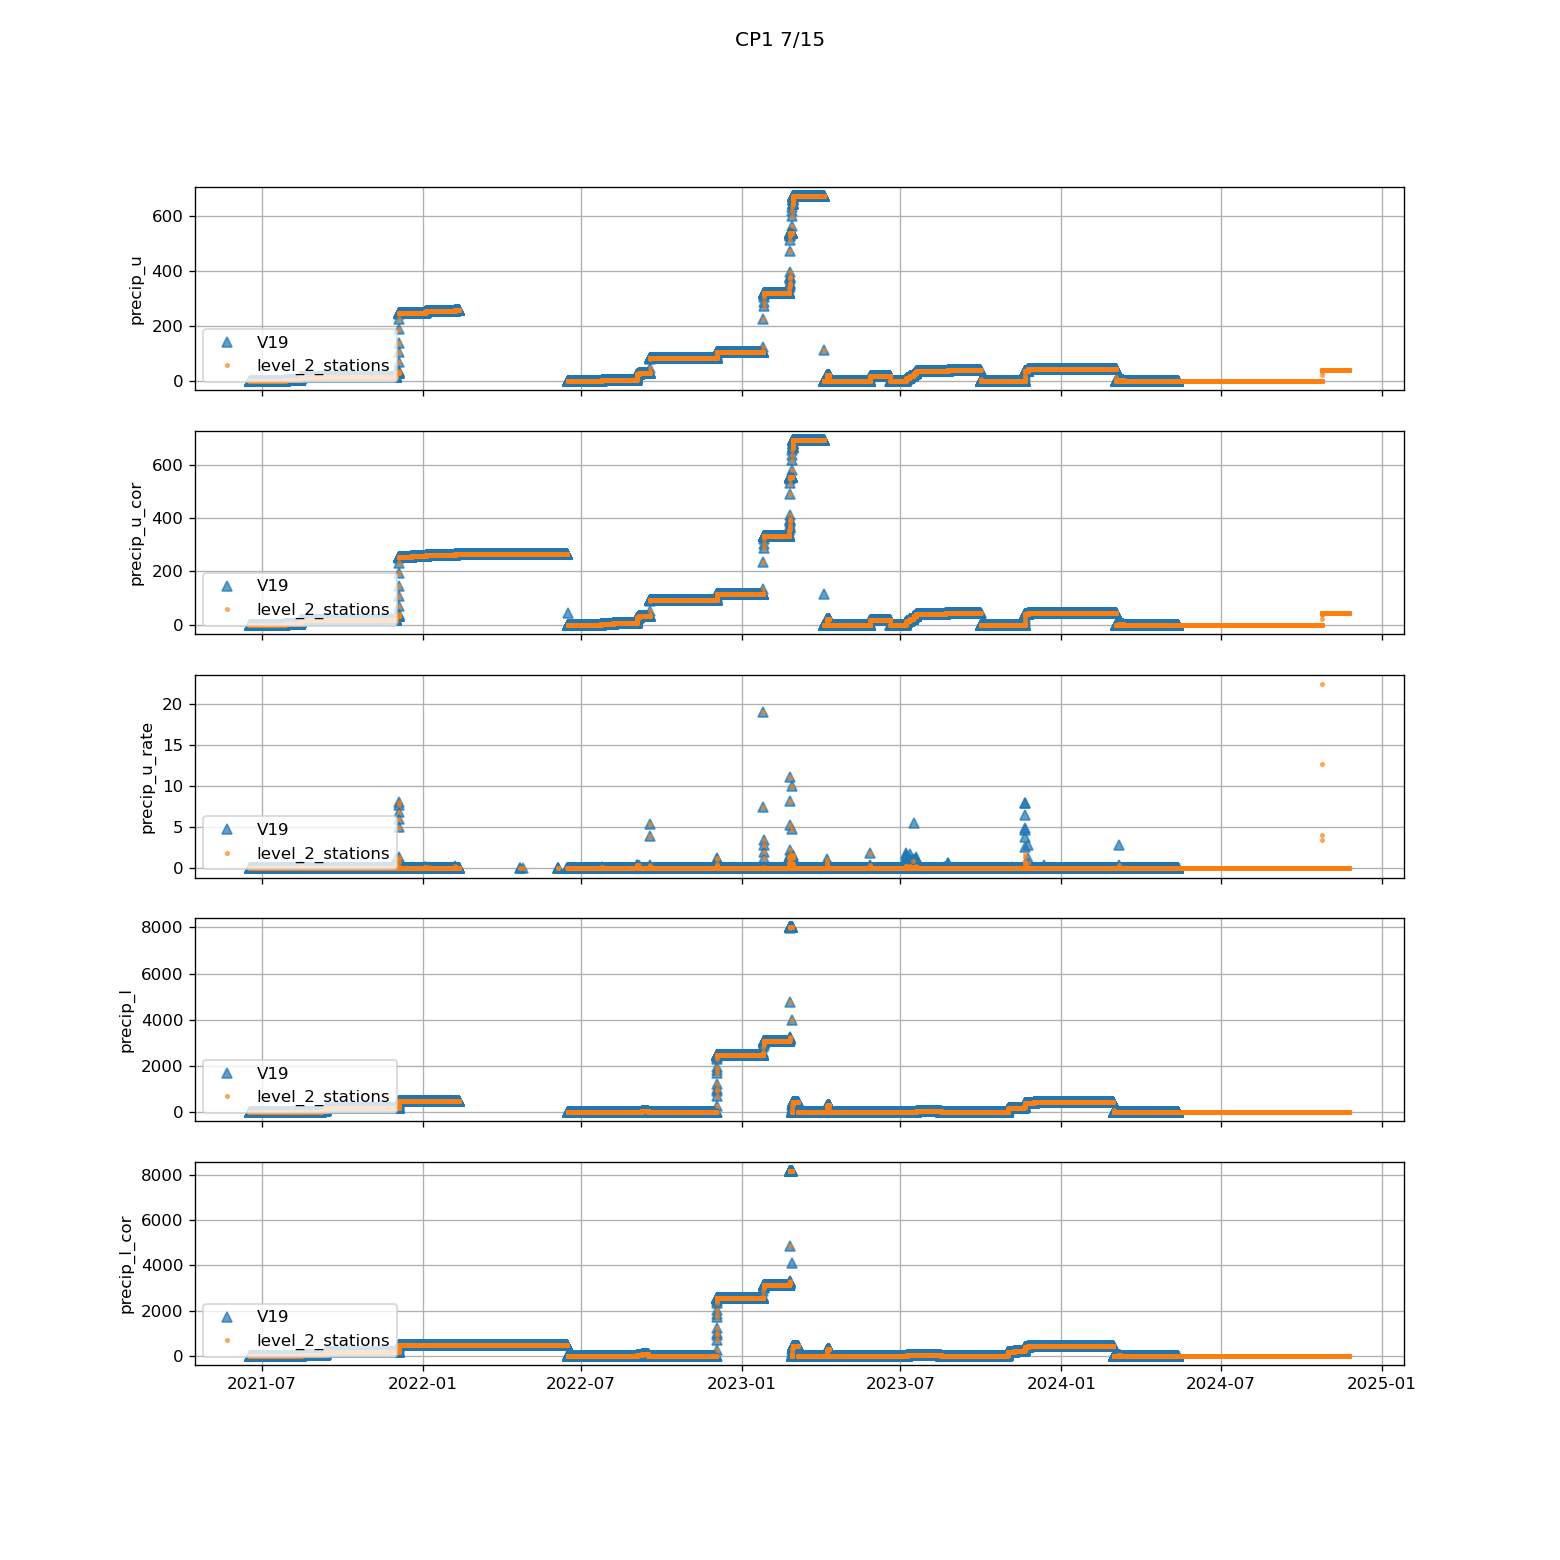 CP1 7/15
precip_u
600
400
200
0
V19
level_2_stations
precip_u_cor
600
400
200
0
V19
level_2_stations
precip_u_rate
20
15
10
5
0
V19
level_2_stations
precip_l
8000
6000
4000
2000
0
V19
level_2_stations
precip_l_cor
8000
6000
4000
2000
0
V19
level_2_stations
2021-07 2022-01 2022-07 2023-01 2023-07 2024-01 2024-07 2025-01